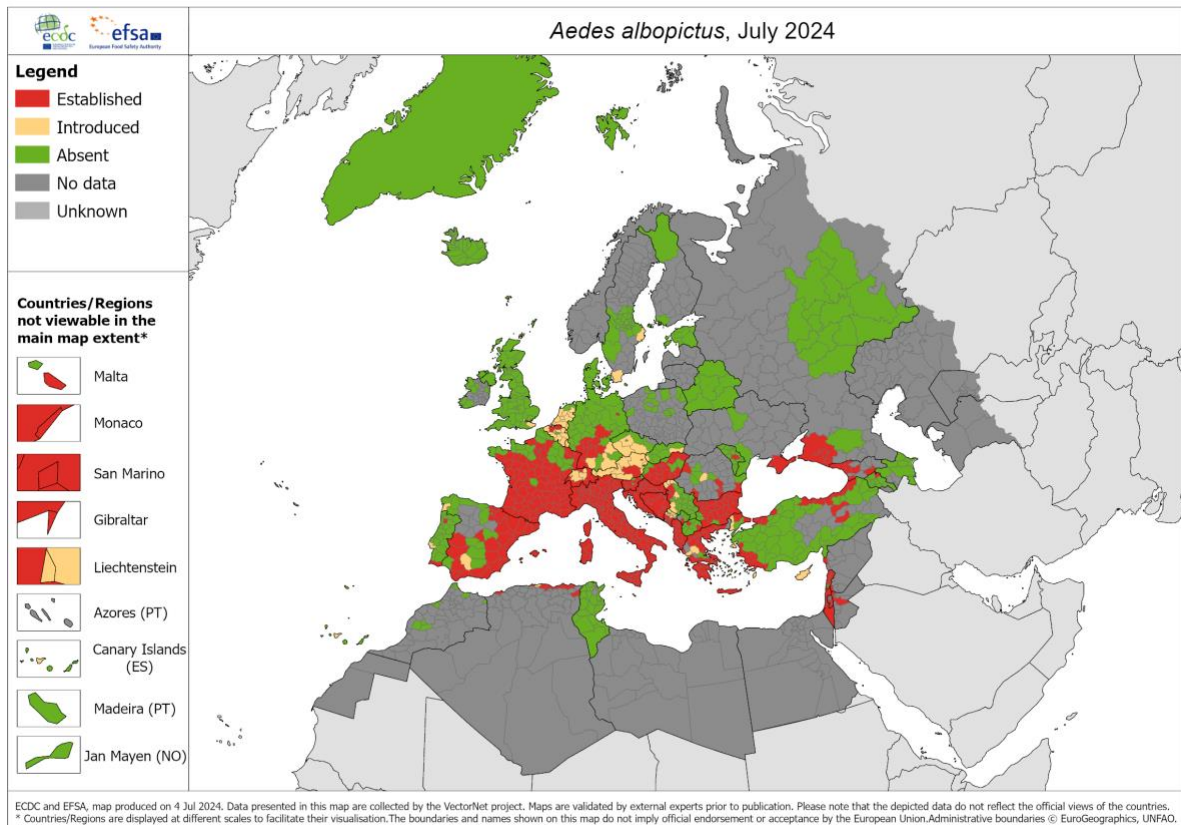 ecdc
efsa
European Food Safety Authority
Aedes albopictus, July 2024
Legend
Established
Introduced
Absent
No data
Unknown
Countries/Regions
not viewable in the
main map extent*
Malta
Monaco
San Marino
Gibraltar
Liechtenstein
Azores (PT)
Canary Islands
(ES)
Madeira (PT)
Jan Mayen (NO)
ECDC and EFSA, map produced on 4 Jul 2024. Data presented in this map are collected by the VectorNet project. Maps are validated by external experts prior to publication. Please note that the depicted data do not reflect the official views of the countries.
* Countries/Regions are displayed at different scales to facilitate their visualisation.The boundaries and names shown on this map do not imply official endorsement or acceptance by the European Union.Administrative boundaries © EuroGeographics, UNFAO.